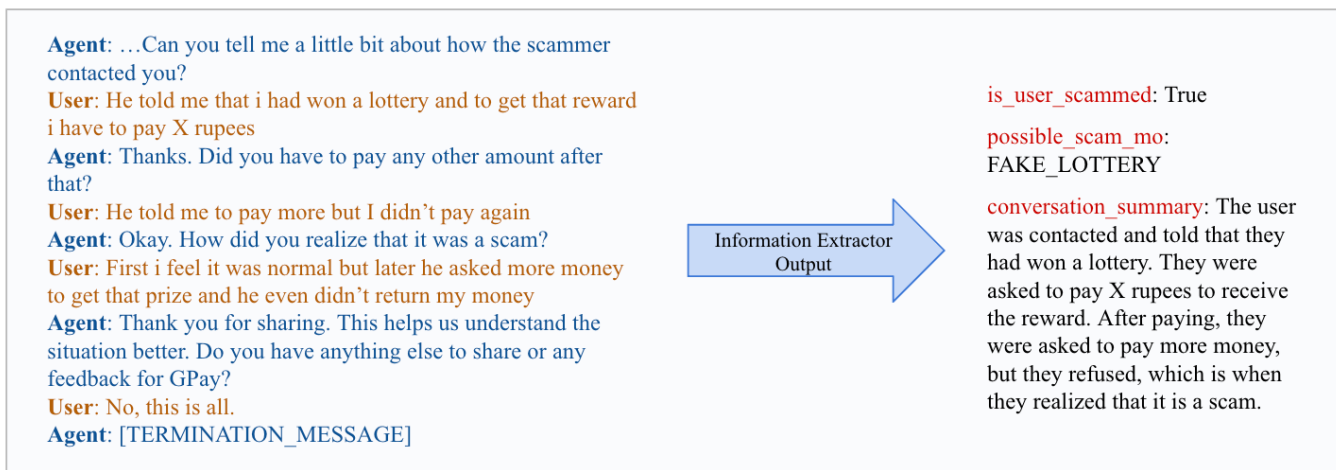 Agent: …Can you tell me a little bit about how the scammer
contacted you?
User: He told me that i had won a lottery and to get that reward
i have to pay X rupees
Agent: Thanks. Did you have to pay any other amount after
that?
User: He told me to pay more but I didn’t pay again
Agent: Okay. How did you realize that it was a scam?
User: First i feel it was normal but later he asked more money
to get that prize and he even didn’t return my money
Agent: Thank you for sharing. This helps us understand the
situation better. Do you have anything else to share or any
feedback for GPay?
User: No, this is all.
Agent: [TERMINATION_MESSAGE]
Information Extractor
Output
is_user_scammed: True
possible_scam_mo:
FAKE_LOTTERY
conversation_summary: The user
was contacted and told that they
had won a lottery. They were
asked to pay X rupees to receive
the reward. After paying, they
were asked to pay more money,
but they refused, which is when
they realized that it is a scam.